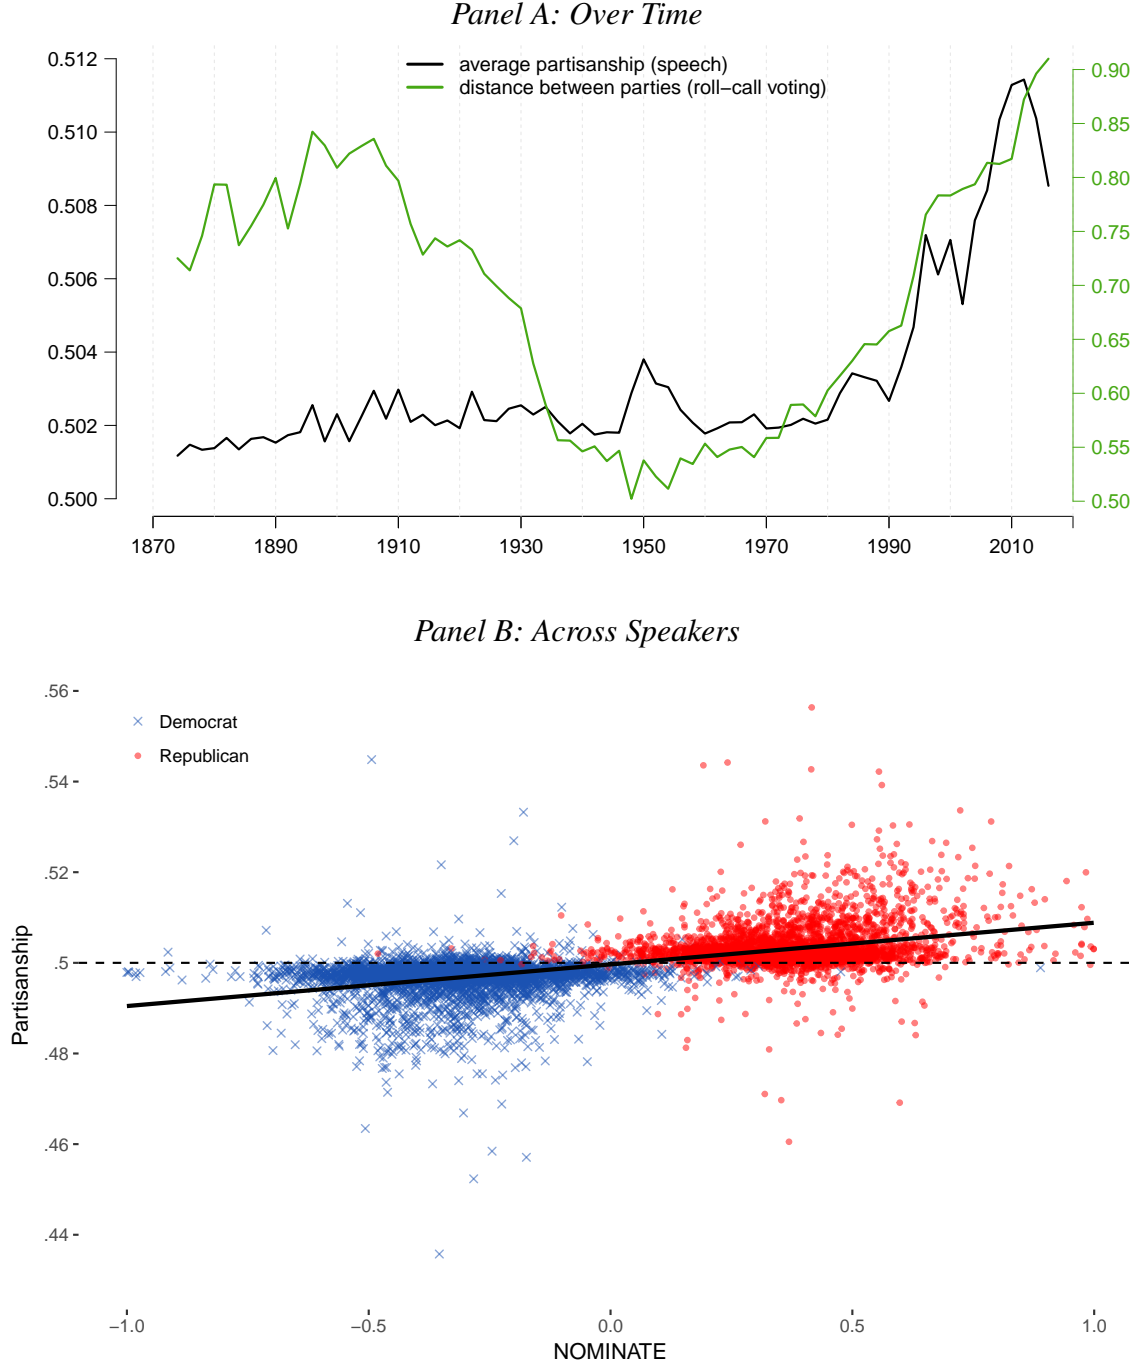 Panel A: Over Time
average partisanship (speech)
distance between parties (roll−call voting)
0.512
0.510
0.508
0.506
0.504
0.502
0.500
0.90
0.85
0.80
0.75
0.70
0.65
0.60
0.55
0.50
1870 1890 1910 1930 1950 1970 1990 2010
Panel B: Across Speakers
Democrat
Republican
Partisanship
.56
.54
.52
.5
.48
.46
.44
−1.0 −0.5 0.0 0.5 1.0
NOMINATE